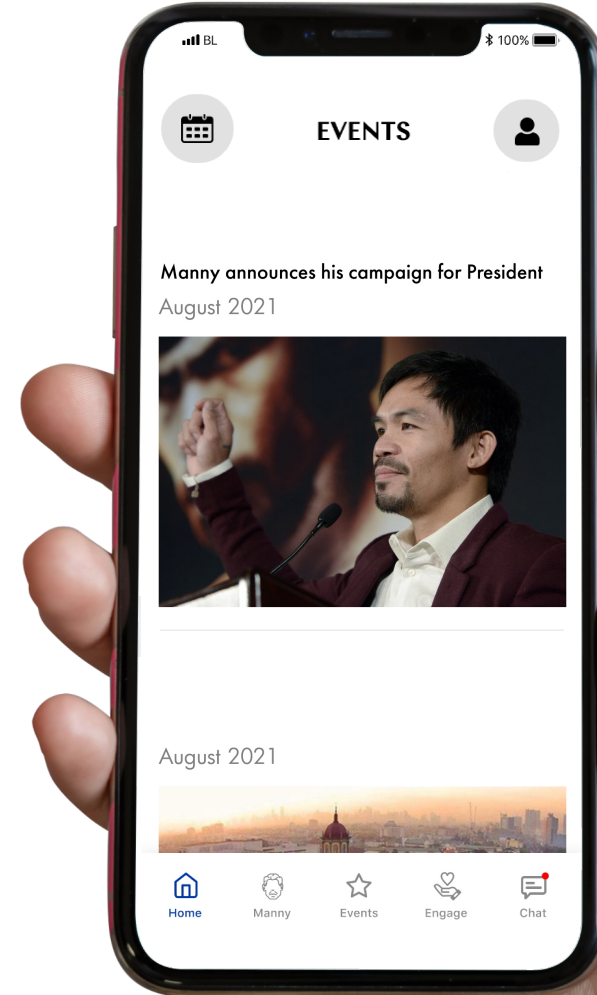 BL
100%
EVENTS
Manny announces his campaign for President
August 2021
August 2021
Home Manny Events Engage Chat